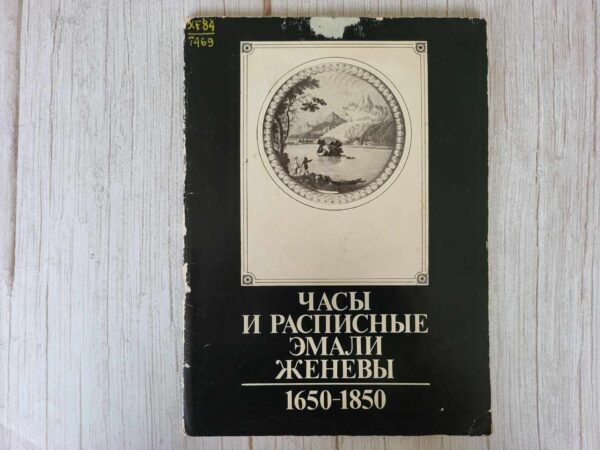 ХГ84
7469
ЧАСЫ
И РАСПИСНЫЕ
ЭМАЛИ
ЖЕНЕВЫ
1650-1850